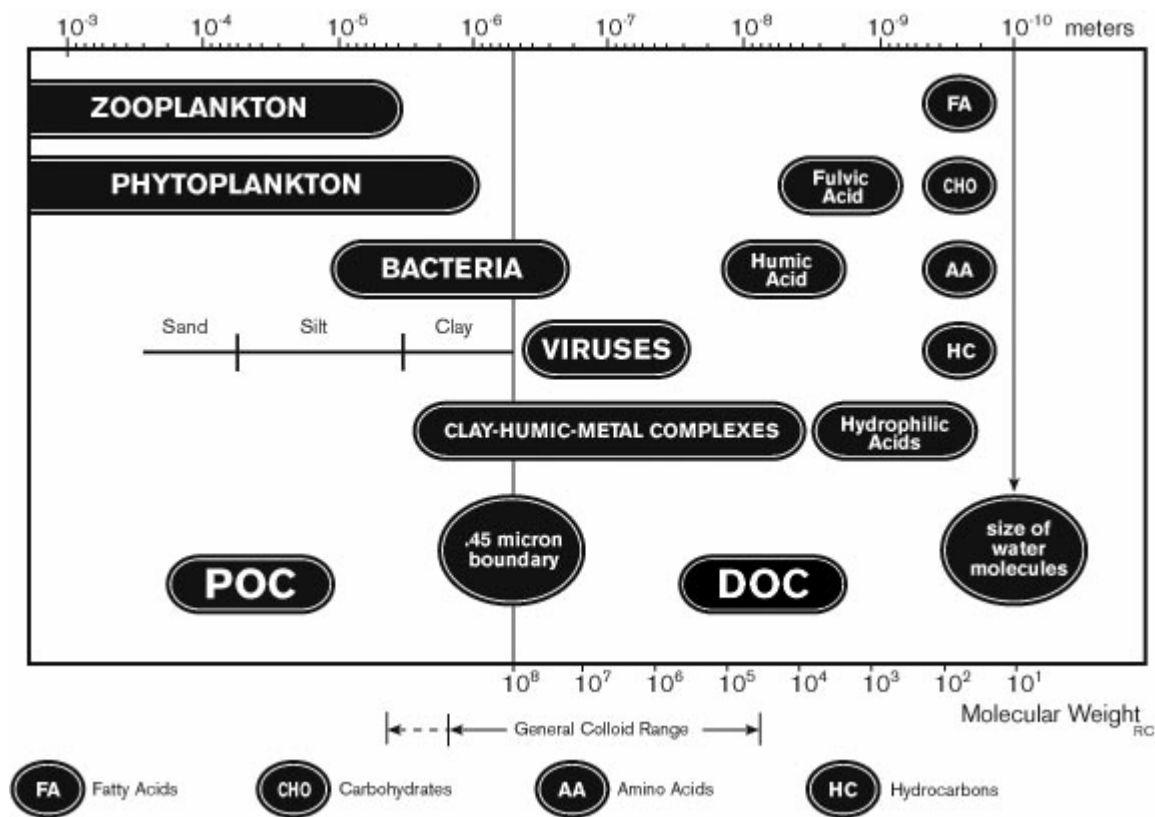 10-3 10-4 10-5 10-6 10-7 10-8 10-9 10-10 meters
ZOOPLANKTON
FA
PHYTOPLANKTON
Fulvic
Acid
CHO
BACTERIA
Humic
Acid
AA
Sand Silt Clay
VIRUSES
HC
CLAY-HUMIC-METAL COMPLEXES
Hydrophilic
Acids
.45 micron
boundary
size of
water
molecules
POC
DOC
108 107 106 105 104 103 102 101
Molecular Weight
RC
General Colloid Range
FA Fatty Acids
CHO Carbohydrates
AA Amino Acids
HC Hydrocarbons